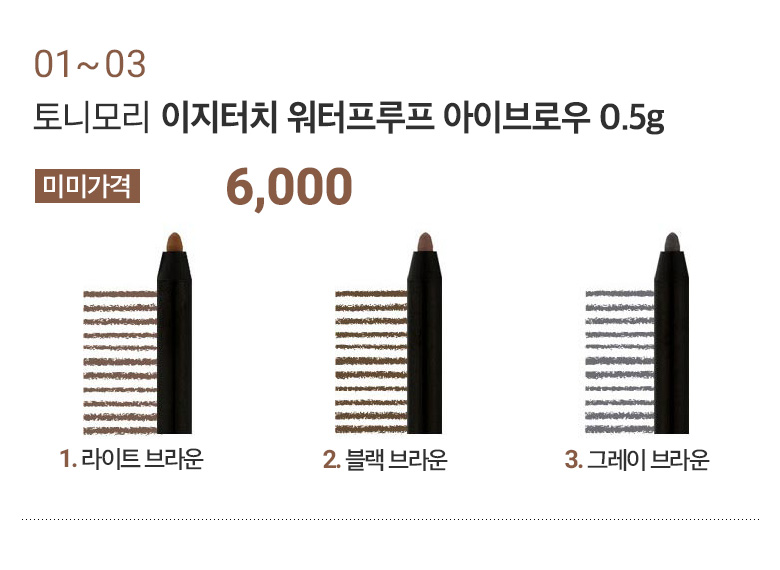 01~03
토니모리 이지터치 워터프루프 아이브로우 0.5g
미미가격 6,000
1. 라이트 브라운 2. 블랙 브라운 3. 그레이 브라운